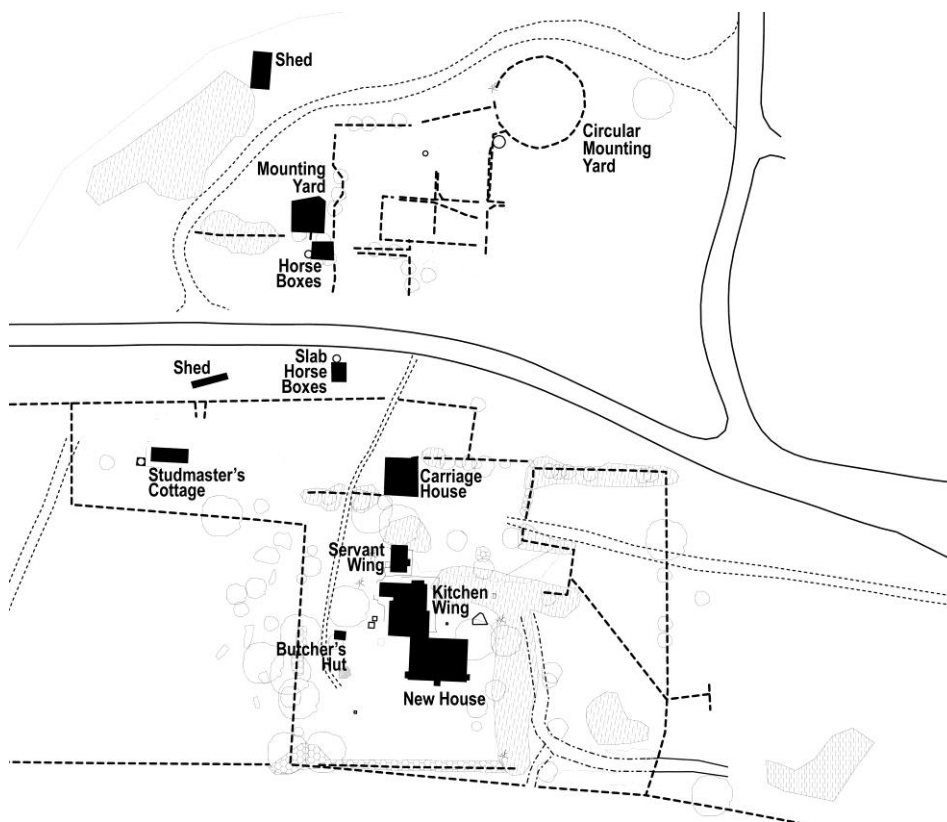 Shed
Circular
Mounting
Yard
Mounting
Yard
Horse
Boxes
Slab
Horse
Boxes
Shed
Studmaster's
Cottage
Carriage
House
Servant
Wing
Kitchen
Wing
Butcher's
Hut
New House